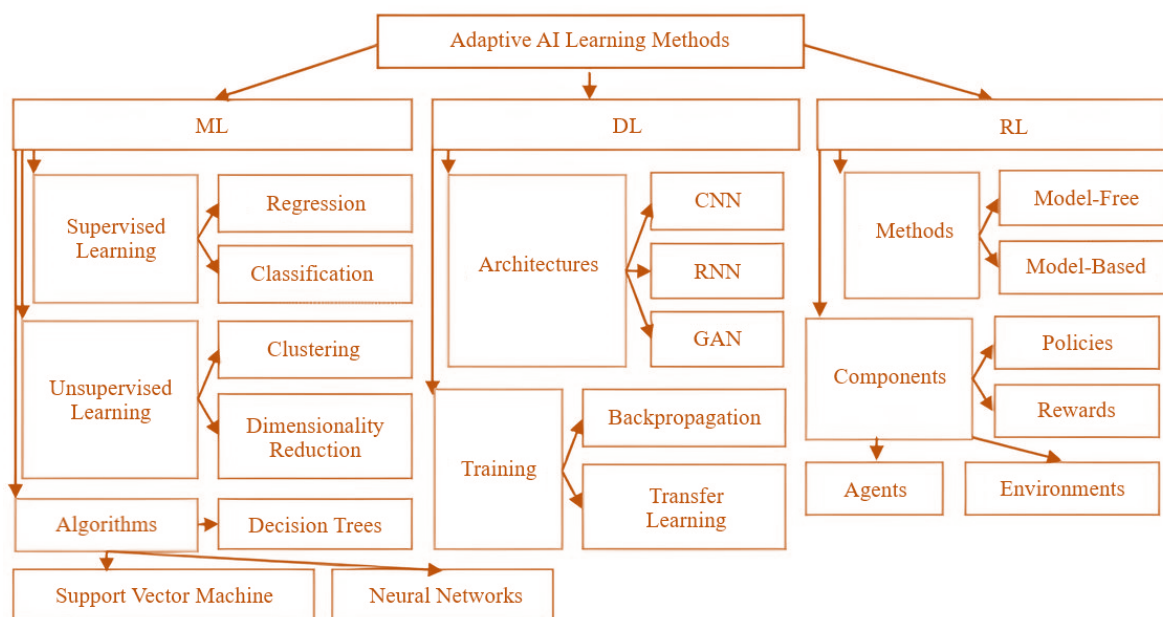 Adaptive AI Learning Methods
ML
DL
RL
Supervised
Learning
Regression
Classification
Unsupervised
Learning
Clustering
Dimensionality
Reduction
Algorithms
Decision Trees
Support Vector Machine
Neural Networks
Architectures
CNN
RNN
GAN
Training
Backpropagation
Transfer
Learning
Methods
Model-Free
Model-Based
Components
Policies
Rewards
Agents
Environments